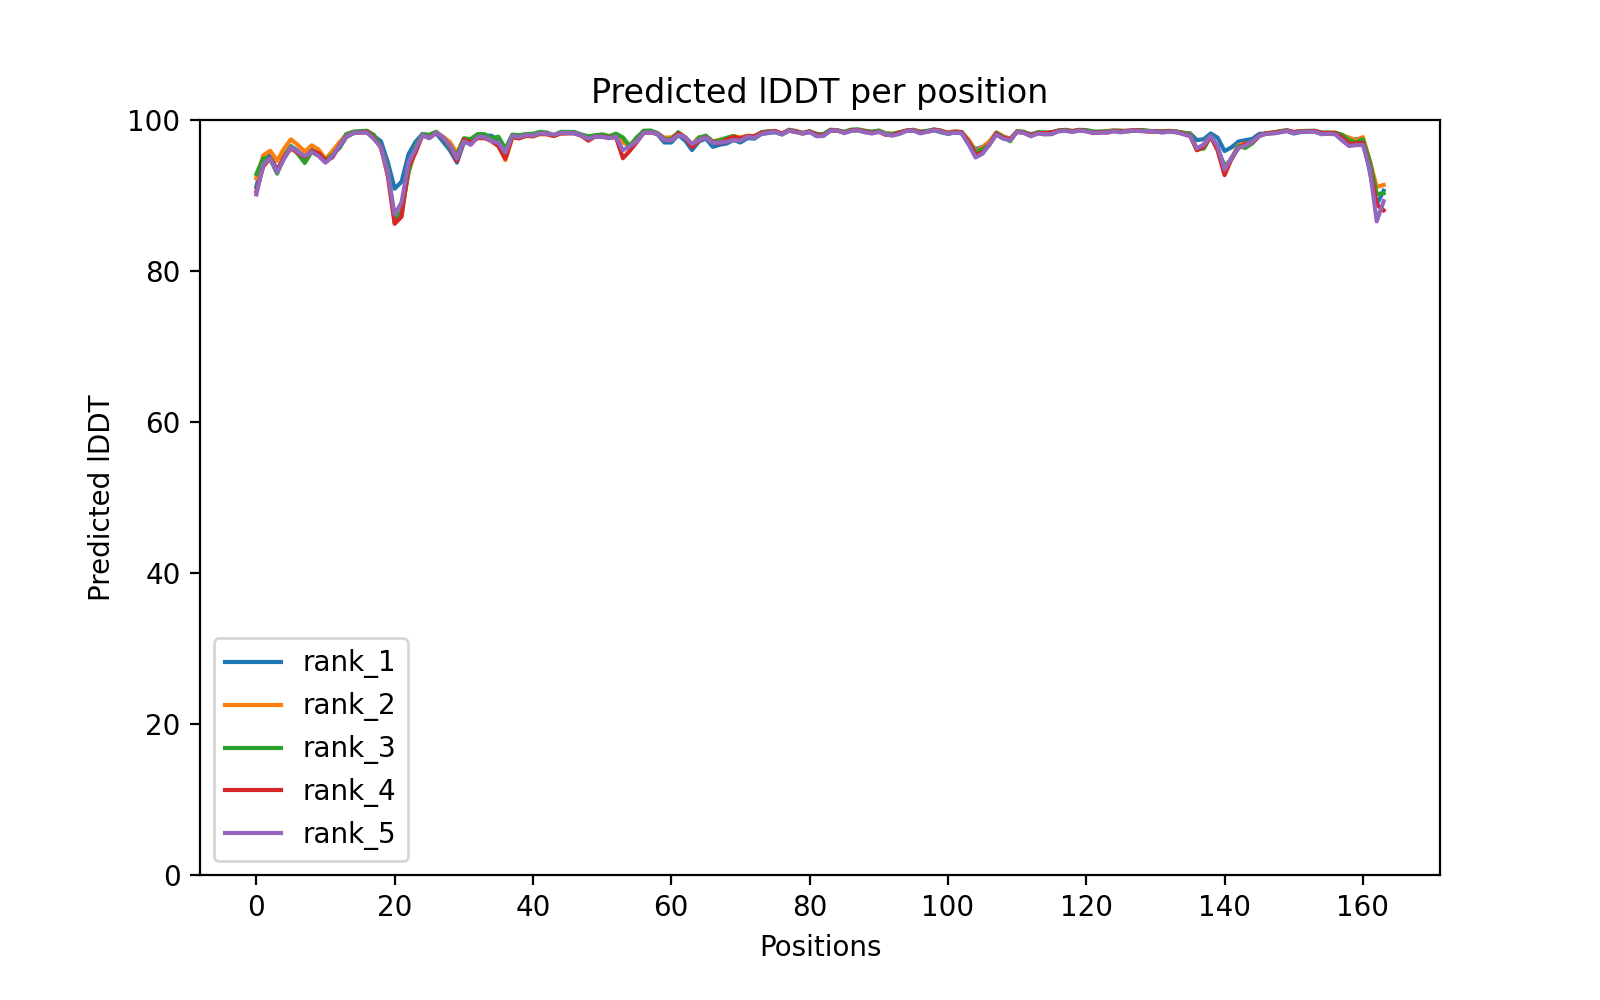 Predicted lDDT per position
100
80
60
40
20
0
Predicted lDDT
rank_1
rank_2
rank_3
rank_4
rank_5
0 20 40 60 80 100 120 140 160
Positions